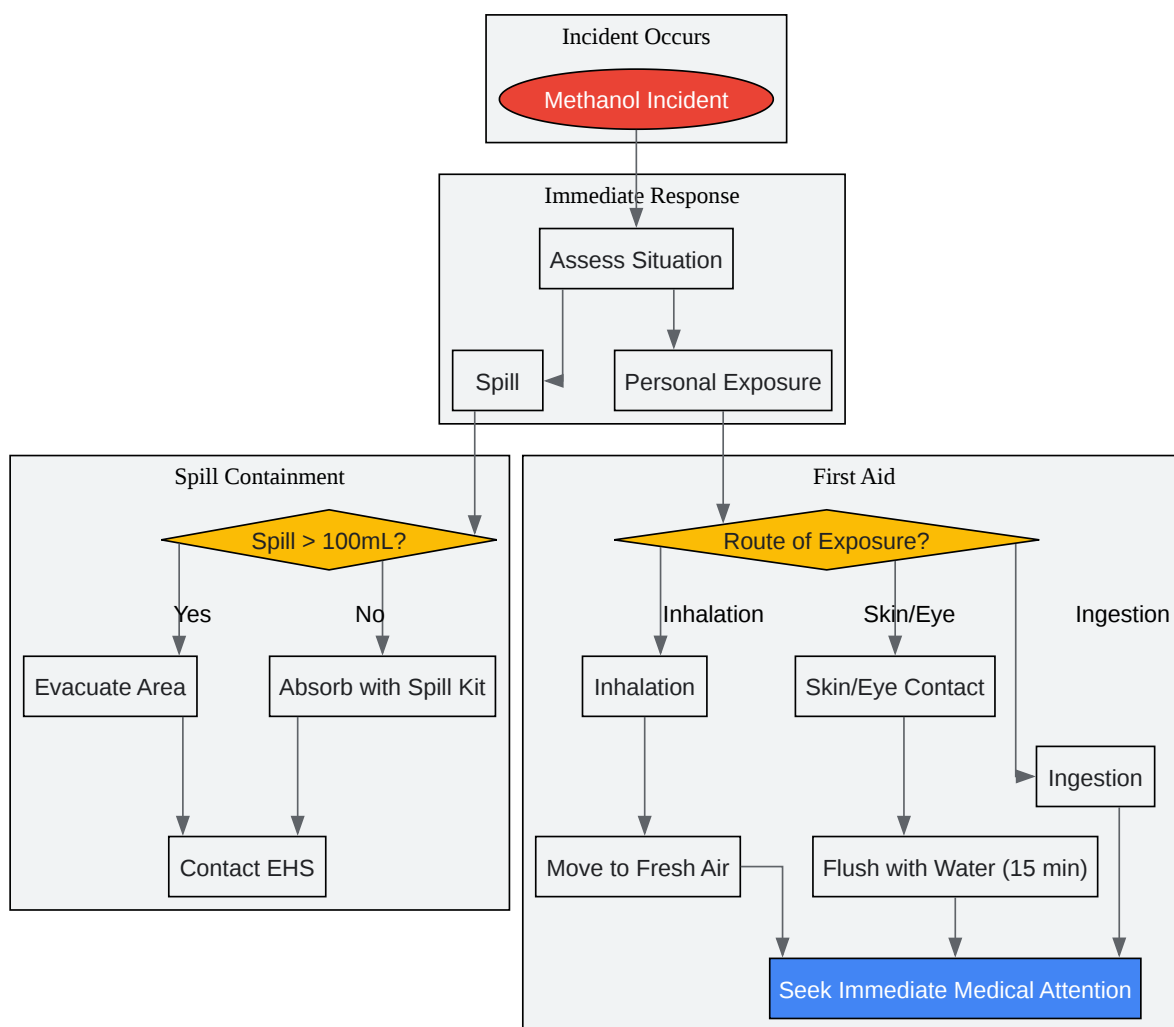 Incident Occurs
Methanol Incident
Immediate Response
Assess Situation
Spill
Personal Exposure
Spill Containment
First Aid
Spill > 100mL?
Route of Exposure?
Yes
No
Inhalation
Skin/Eye
Ingestion
Evacuate Area
Absorb with Spill Kit
Inhalation
Skin/Eye Contact
Ingestion
Contact EHS
Move to Fresh Air
Flush with Water (15 min)
Seek Immediate Medical Attention